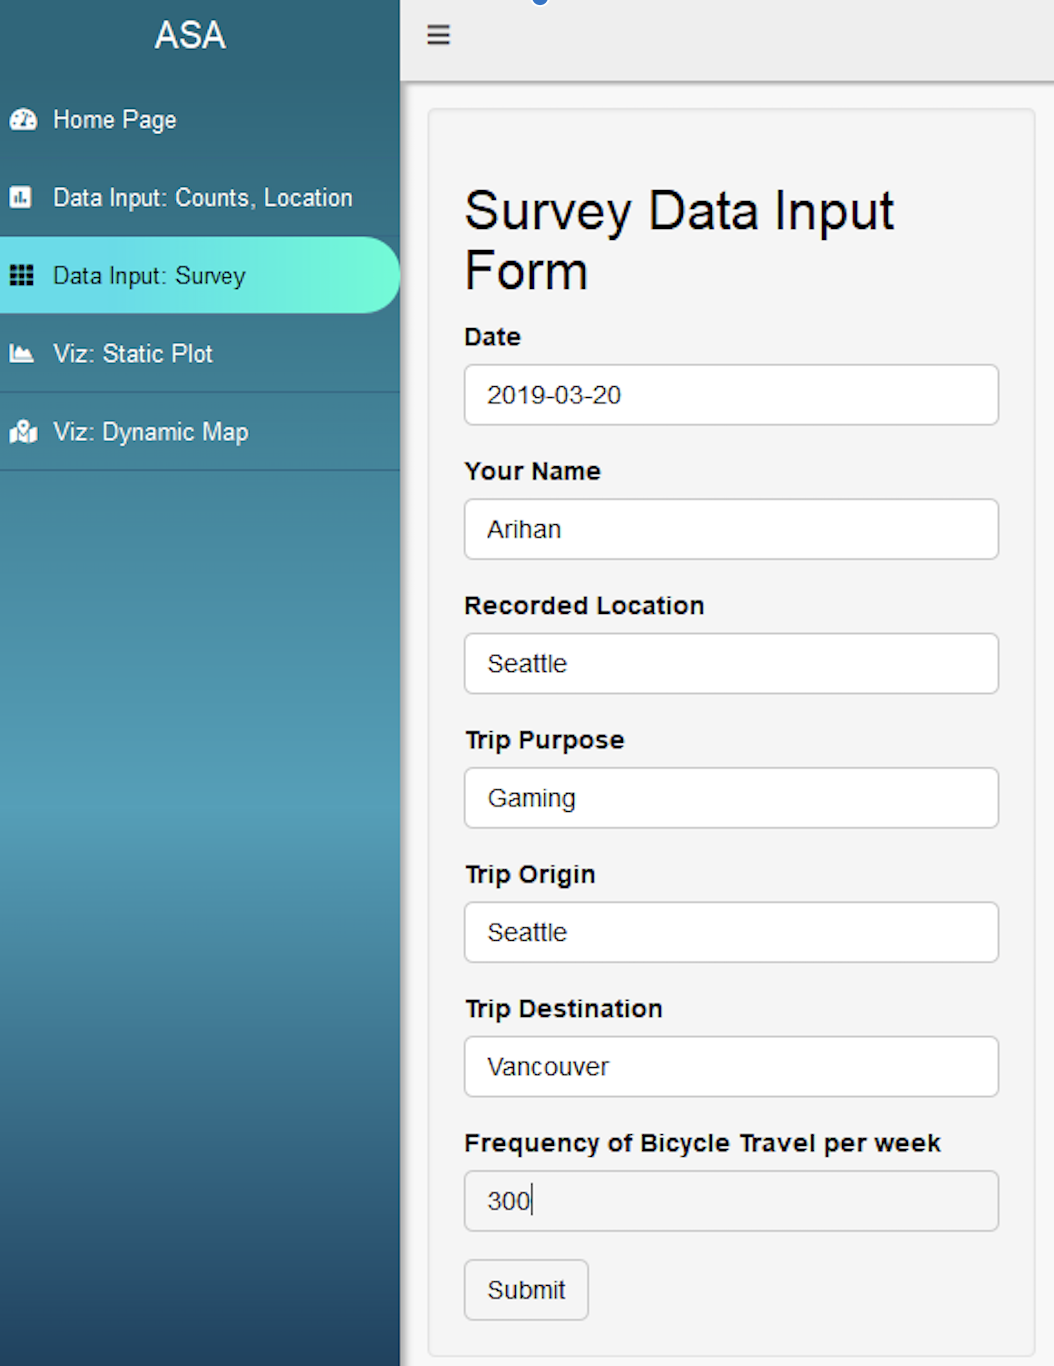 ASA
Home Page
Data Input: Counts, Location
Data Input: Survey
Viz: Static Plot
Viz: Dynamic Map
Survey Data Input
Form
Date
2019-03-20
Your Name
Arihan
Recorded Location
Seattle
Trip Purpose
Gaming
Trip Origin
Seattle
Trip Destination
Vancouver
Frequency of Bicycle Travel per week
300
Submit